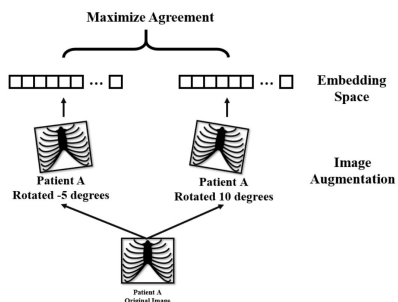 Maximize Agreement
...
...
Embedding
Space
Image
Augmentation
Patient A
Rotated -5 degrees
Patient A
Rotated 10 degrees
Patient A
Original Image